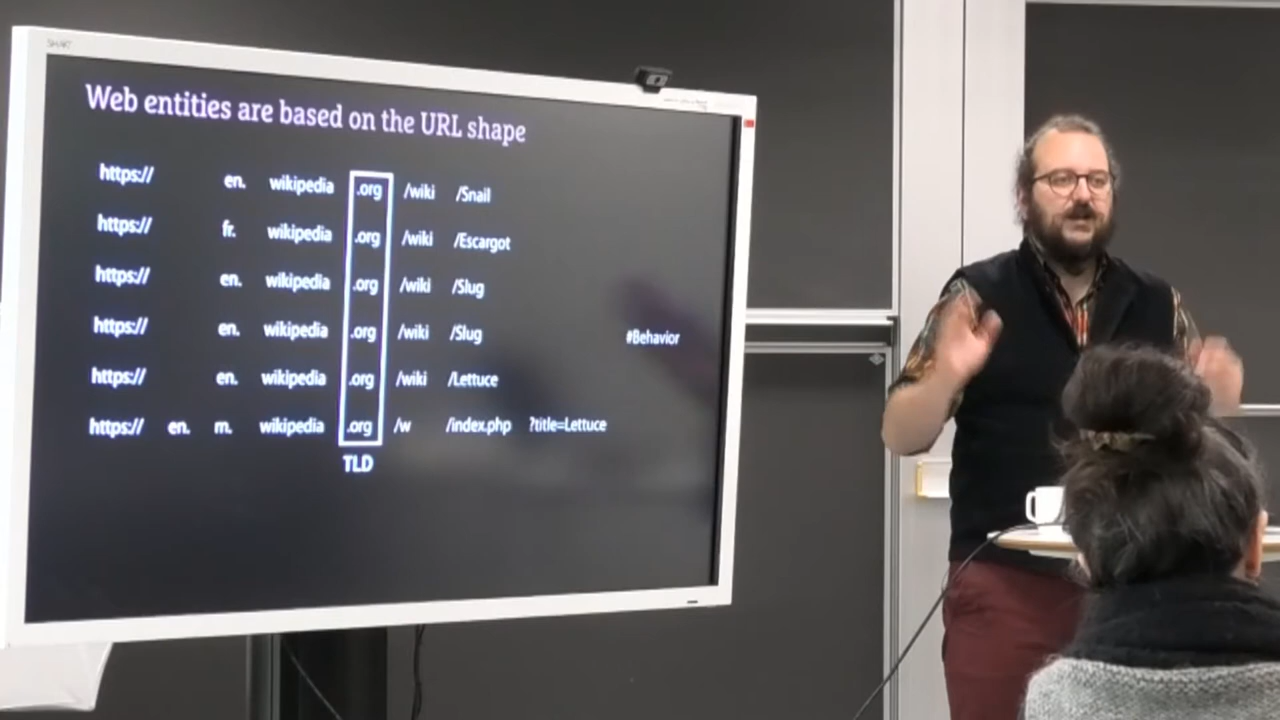 SMART
Web entities are based on the URL shape
https:// en. wikipedia .org /wiki /Snail
https:// fr. wikipedia .org /wiki /Escargot
https:// en. wikipedia .org /wiki /Slug
https:// en. wikipedia .org /wiki /Slug #Behavior
https:// en. wikipedia .org /wiki /Lettuce
https:// en. m. wikipedia .org /w /index.php ?title=Lettuce
TLD